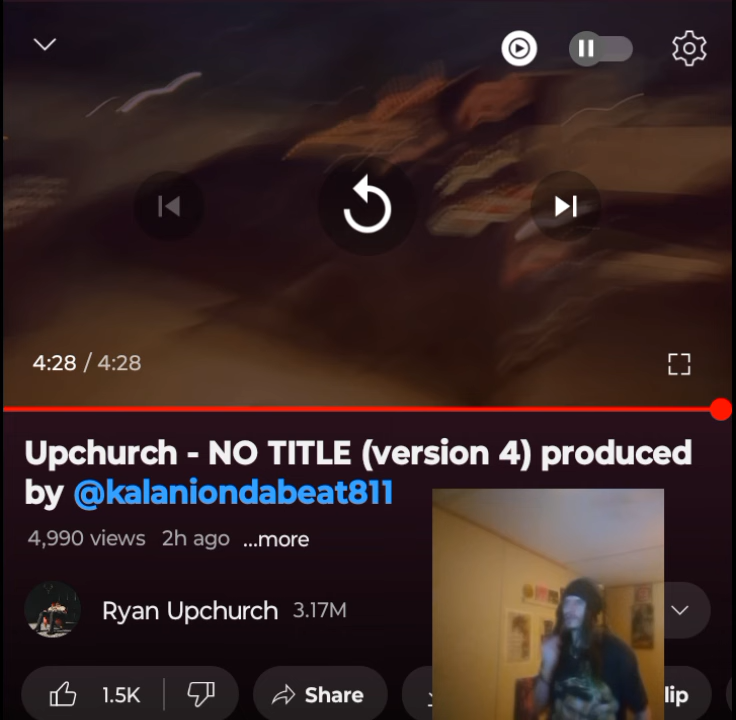 4:28 / 4:28
Upchurch - NO TITLE (version 4) produced
by @kalaniondabeat811
4,990 views 2h ago ...more
Ryan Upchurch 3.17M
1.5K Share lip